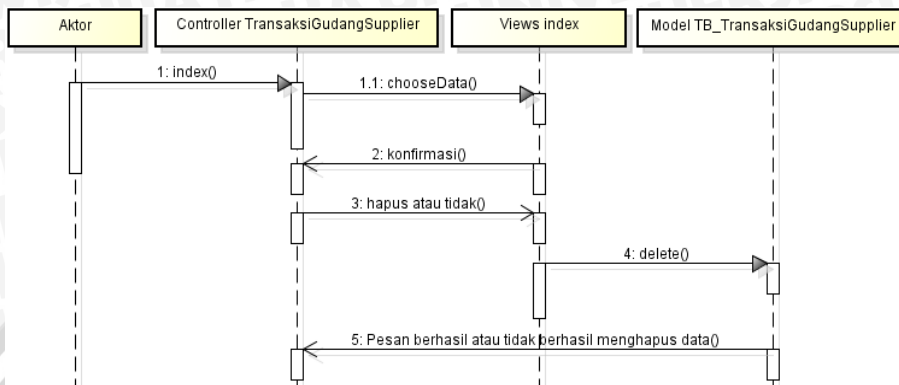 Aktor
Controller TransaksiGudangSupplier
Views index
Model TB_TransaksiGudangSupplier
1: index()
1.1: chooseData()
2: konfirmasi()
3: hapus atau tidak()
4: delete()
5: Pesan berhasil atau tidak berhasil menghapus data()